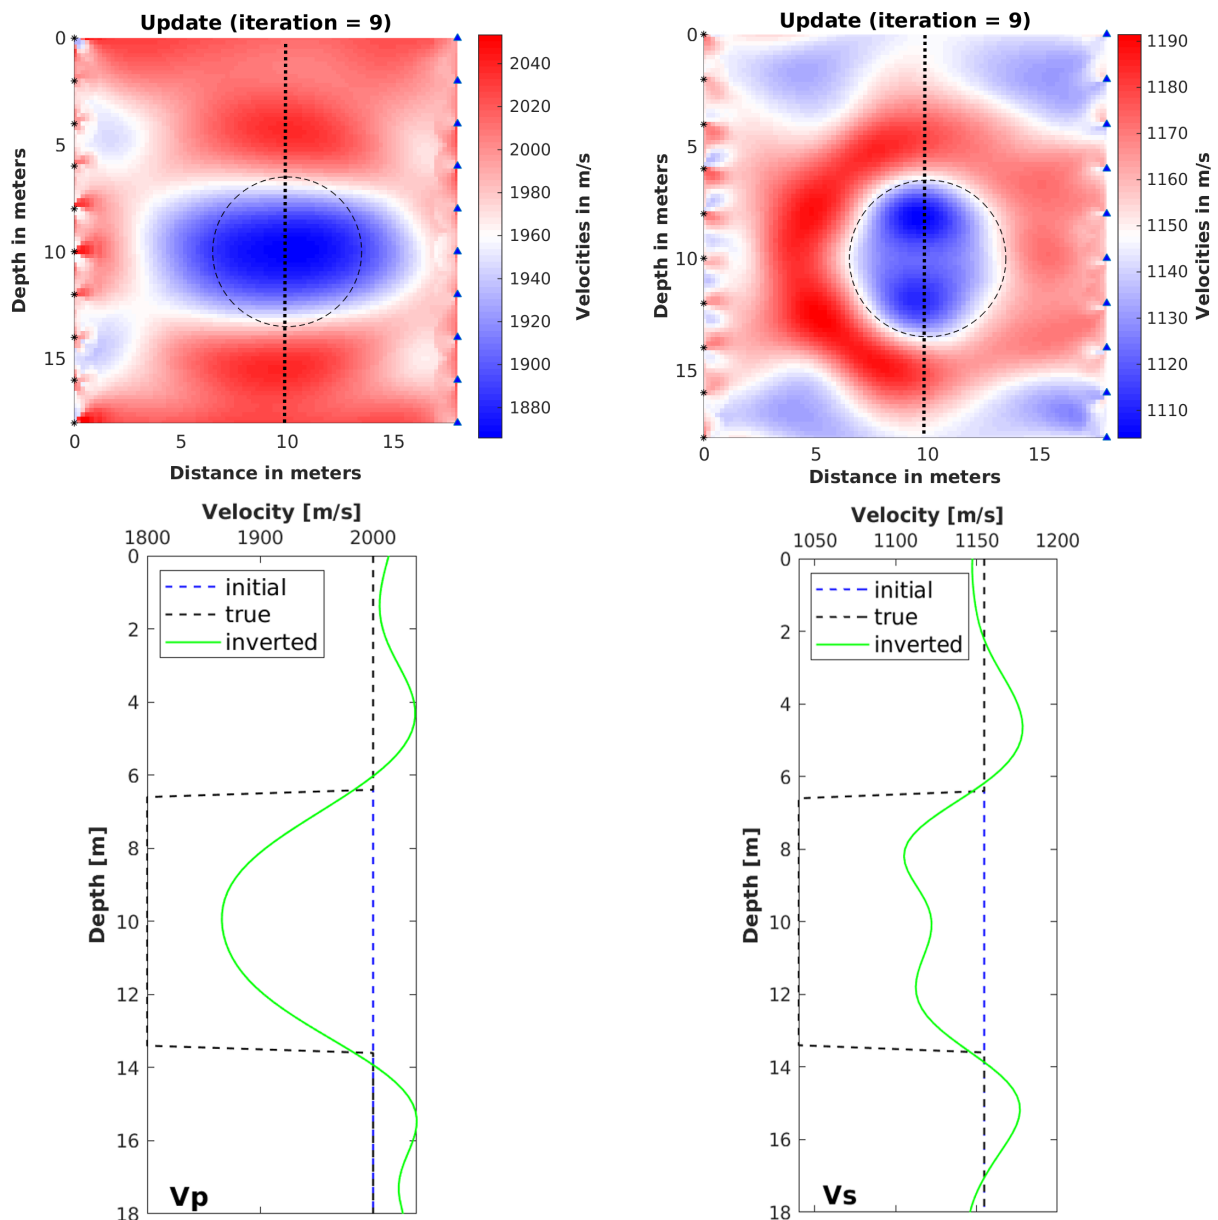 Update (iteration = 9)
0
5
10
15
Depth in meters
0 5 10 15
Distance in meters
2040
2020
2000
1980
1960
1940
1920
1900
1880
Velocities in m/s
Update (iteration = 9)
0
5
10
15
Depth in meters
0 5 10 15
Distance in meters
1190
1180
1170
1160
1150
1140
1130
1120
1110
Velocities in m/s
Velocity [m/s]
1800 1900 2000
0
2
4
6
8
10
12
14
16
18
Depth [m]
initial
true
inverted
Vp
Velocity [m/s]
1050 1100 1150 1200
0
2
4
6
8
10
12
14
16
18
Depth [m]
initial
true
inverted
Vs